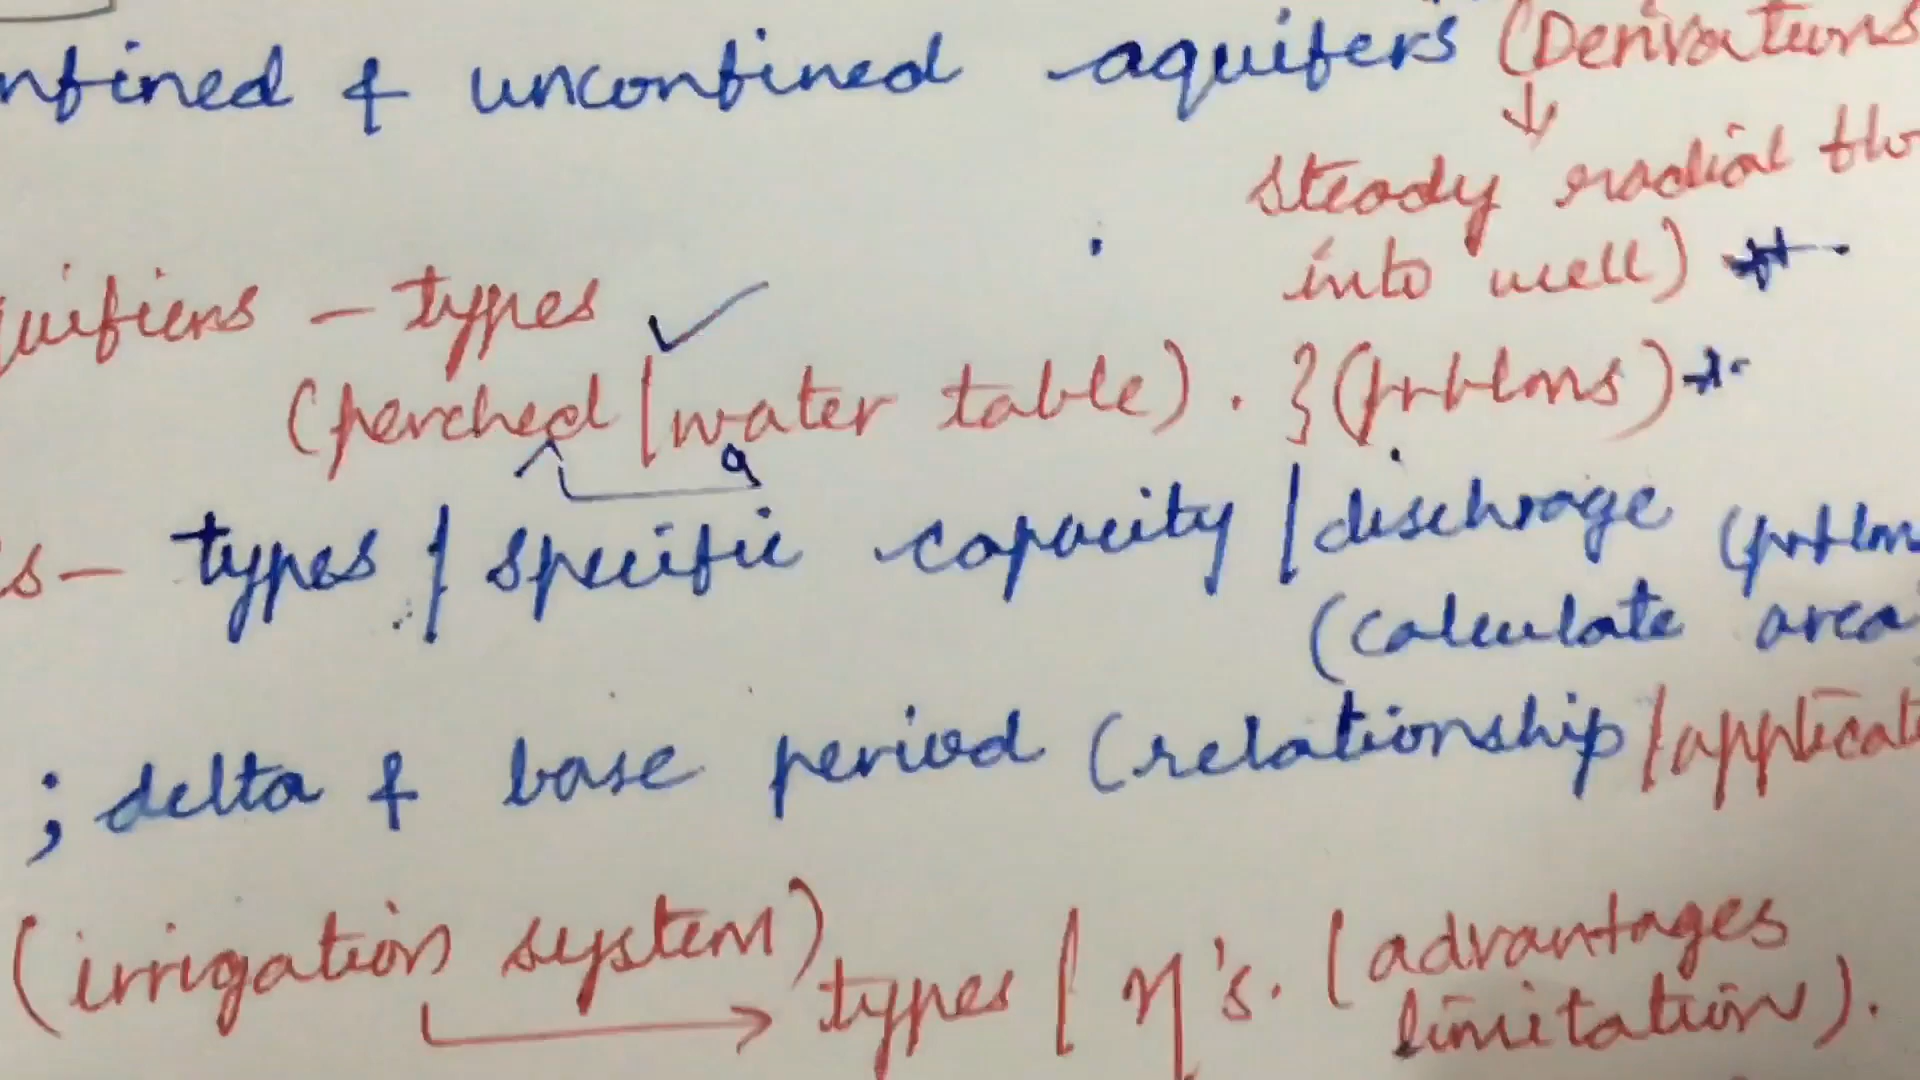 nfined & unconfined aquifers (Derivations
↓
steady radial flo
into well) **
quifiers - types ✓
(perched | water table) . } (prblms) *
s - types / specific capacity / dischrage (prblm
(calculate area
; delta & base period (relationship / applicat
(irrigation system)
→ types / η's. (advantages
limitation).